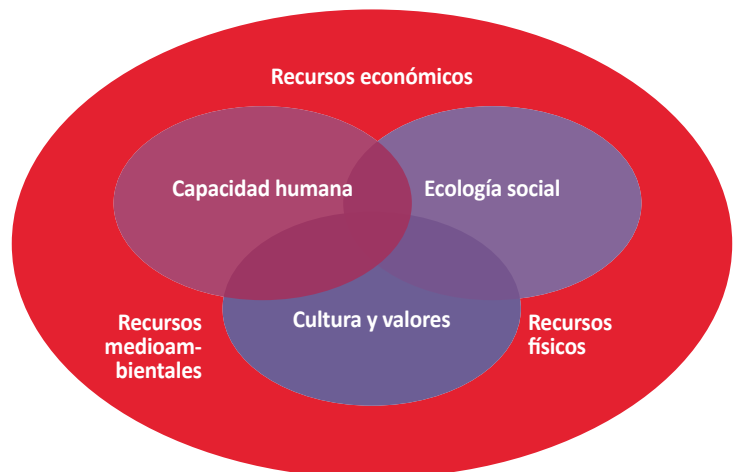 Recursos económicos
Capacidad humana
Ecología social
Cultura y valores
Recursos
medioam-
bientales
Recursos
físicos